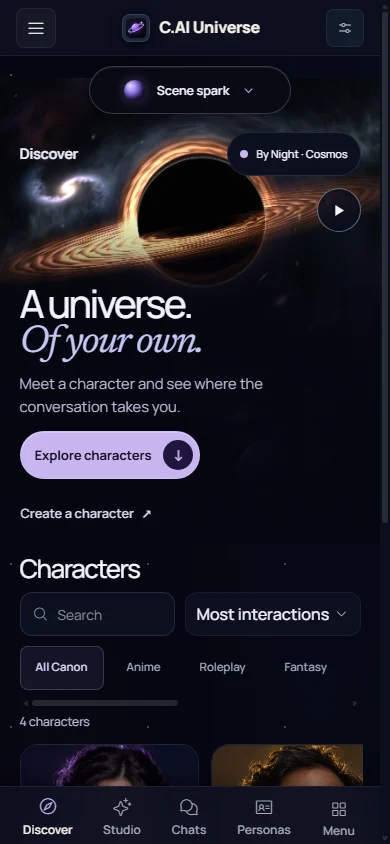 C.AI Universe
Scene spark
Discover
By Night · Cosmos
A universe.
Of your own.
Meet a character and see where the
conversation takes you.
Explore characters
Create a character ↗
Characters
Search
Most interactions
All Canon
Anime
Roleplay
Fantasy
4 characters
Discover
Studio
Chats
Personas
Menu